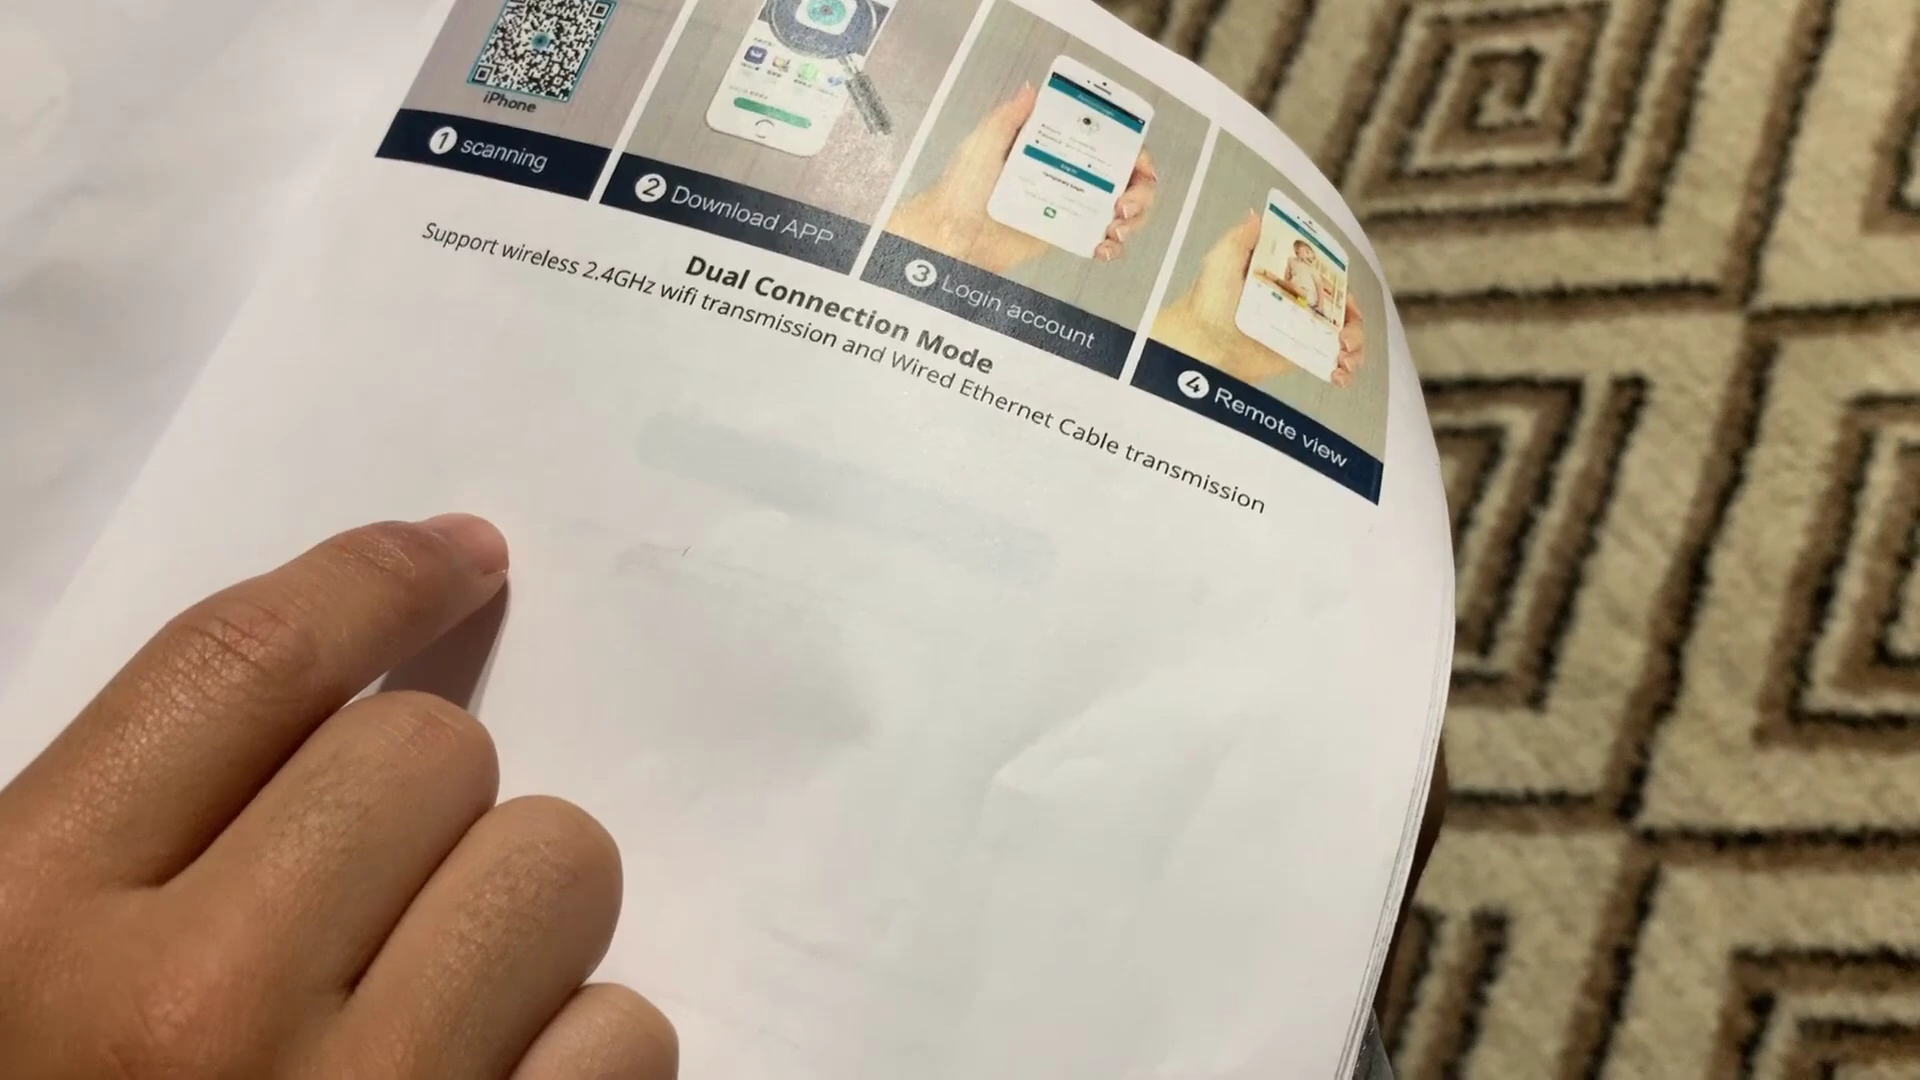 iPhone
1 scanning
2 Download APP
3 Login account
4 Remote view
Dual Connection Mode
Support wireless 2.4GHz wifi transmission and Wired Ethernet Cable transmission